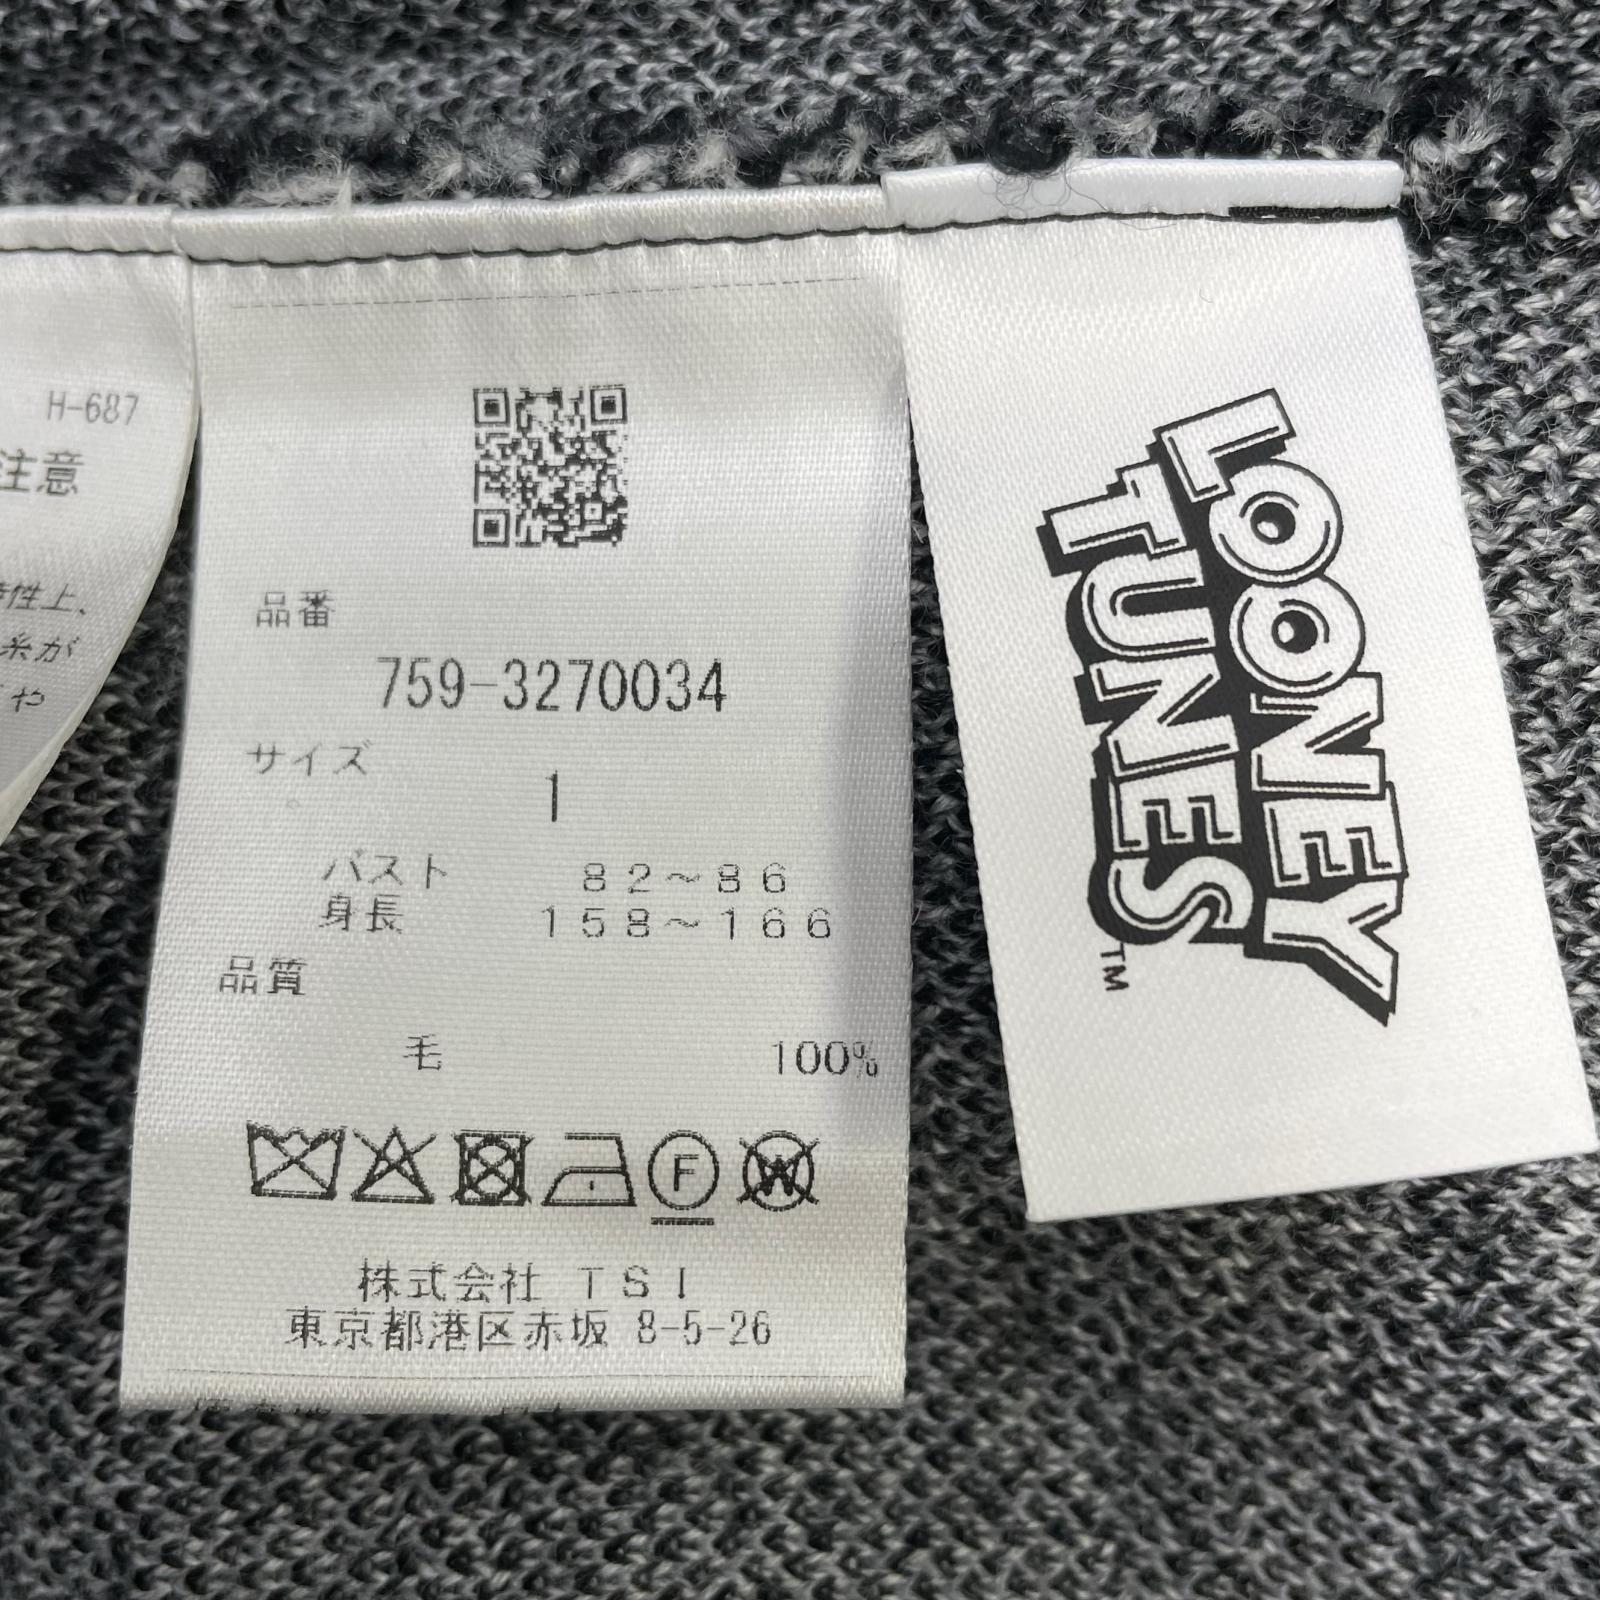 H-687
注意
性上、
糸が
や
品番
759-3270034
サイズ
1
バスト 82～86
身長 158～166
品質
毛 100%
F
W
株式会社 TSI
東京都港区赤坂 8-5-26
LOONEY
TUNES
TM